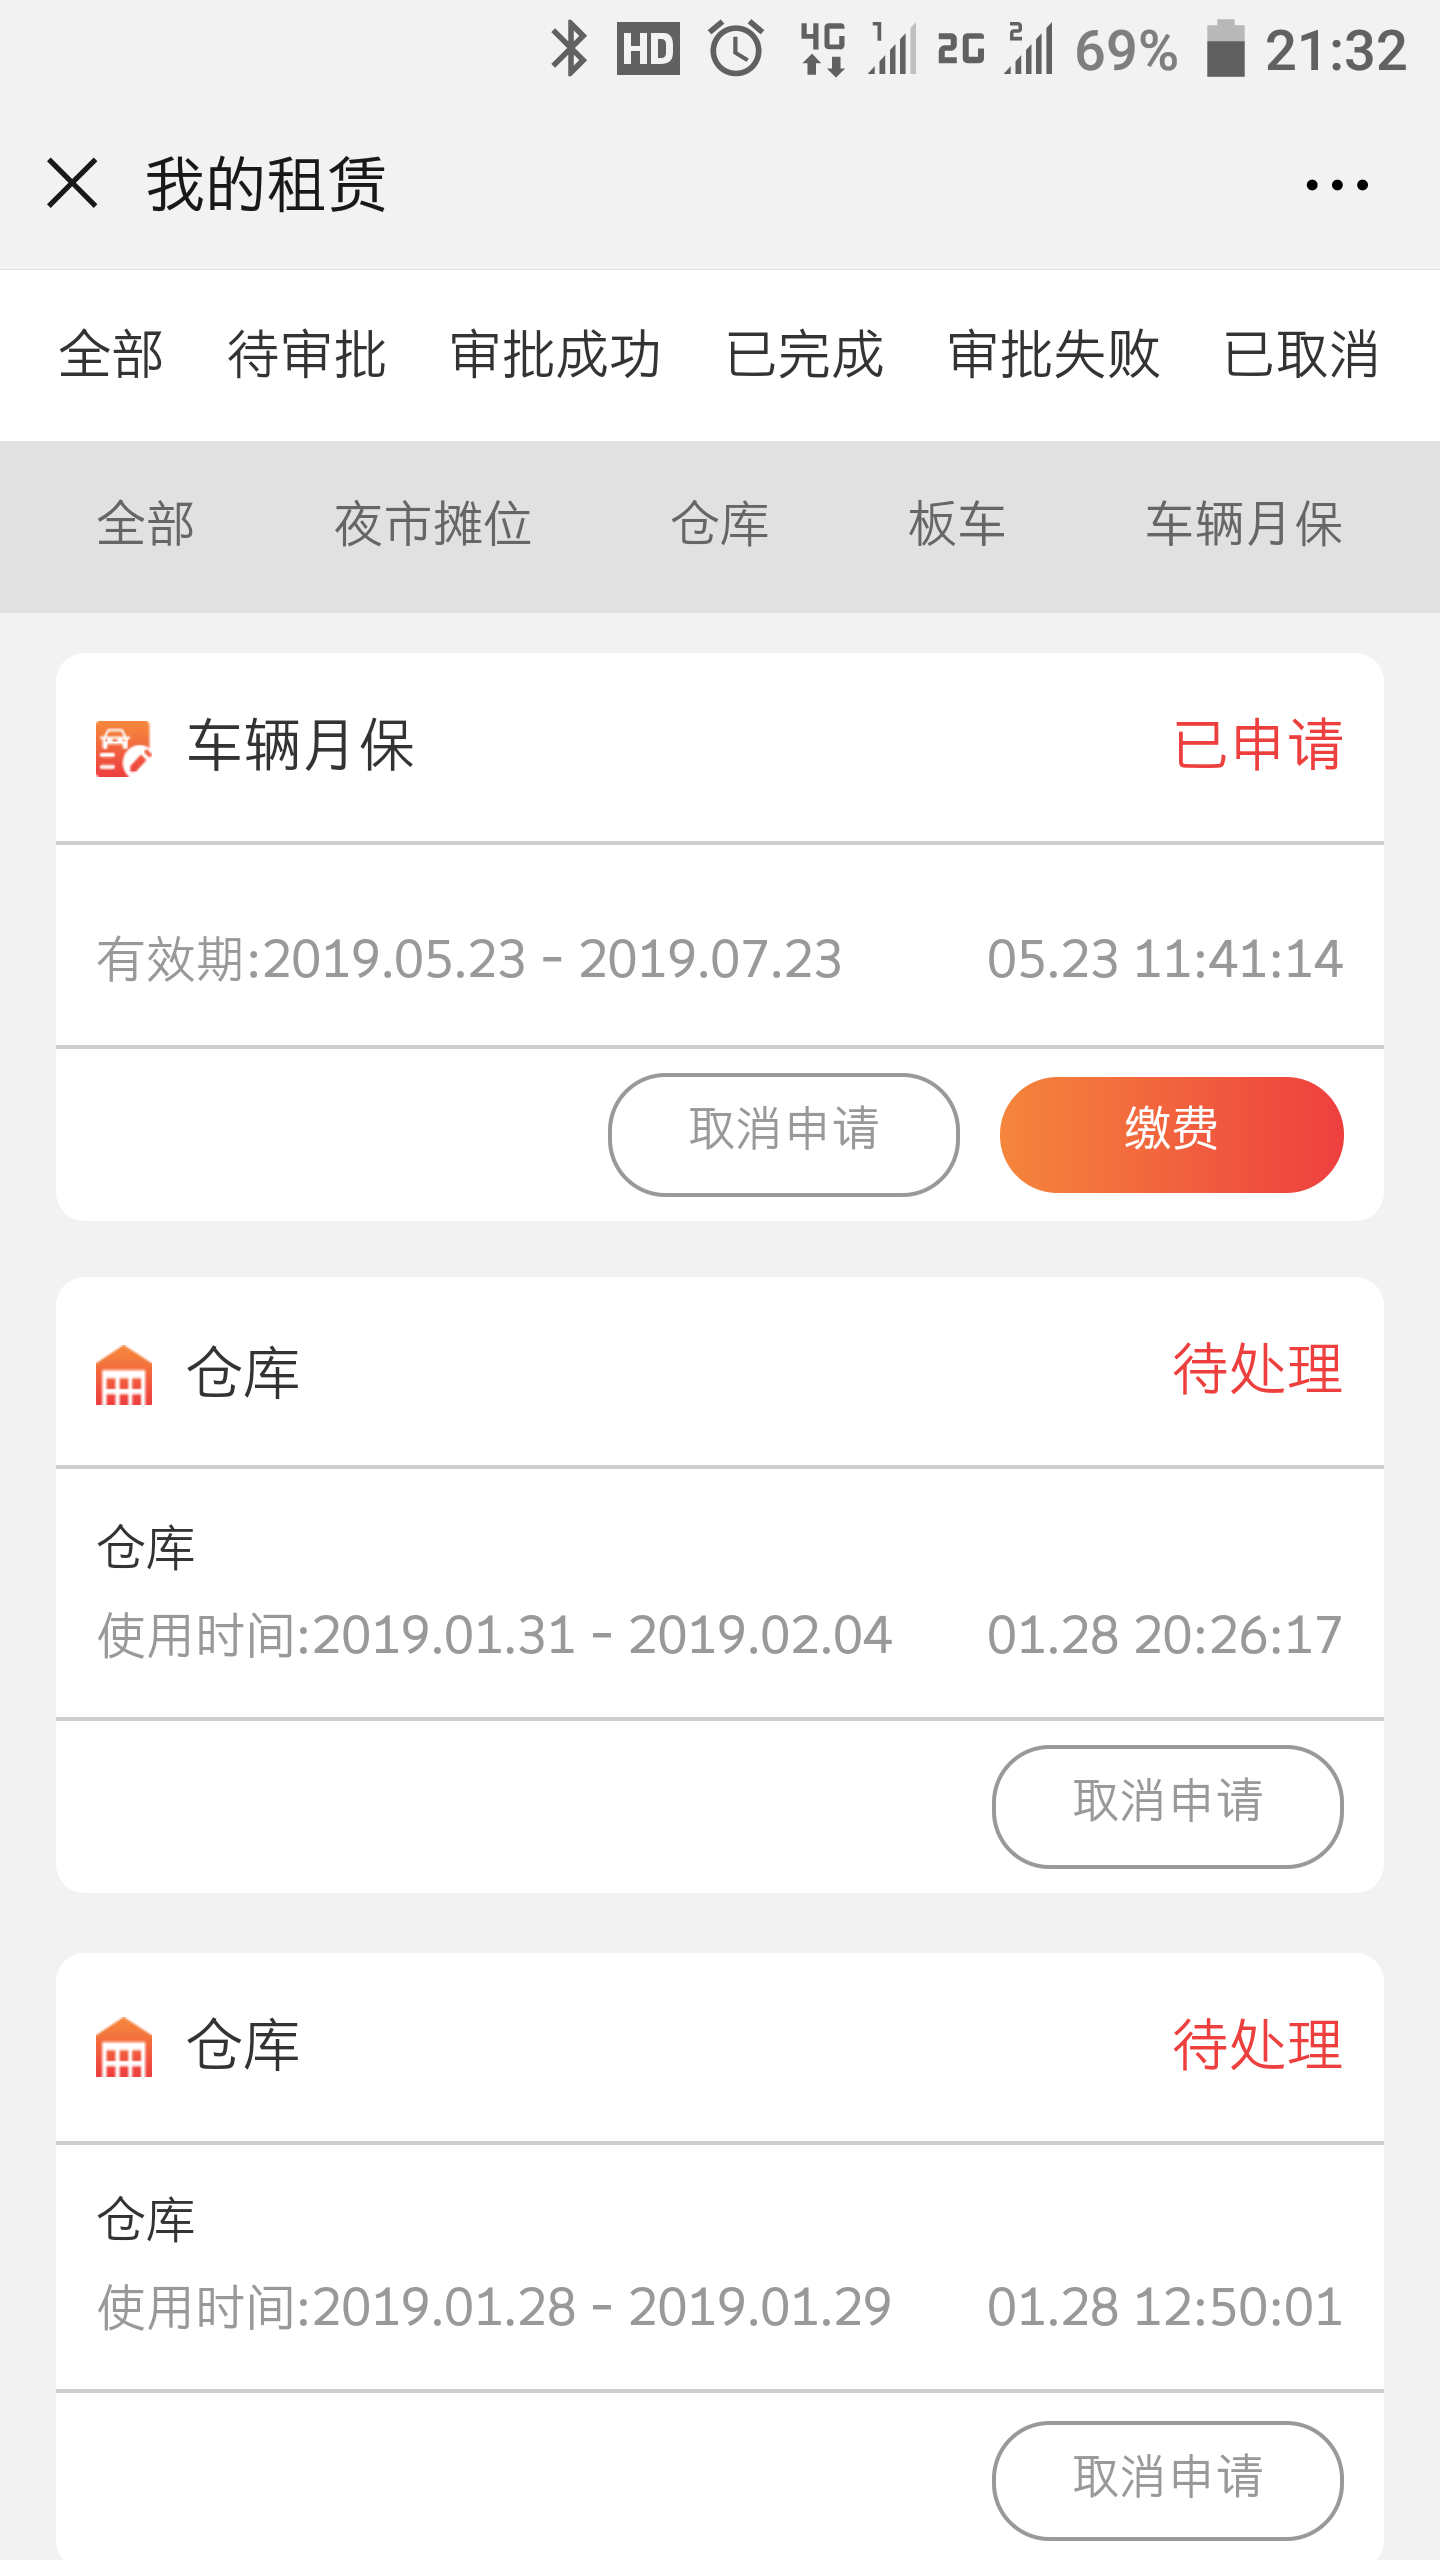 HD 4G 1 2G 2 69% 21:32
我的租赁
全部 待审批 审批成功 已完成 审批失败 已取消
全部 夜市摊位 仓库 板车 车辆月保
车辆月保 已申请
有效期:2019.05.23 - 2019.07.23 05.23 11:41:14
取消申请 缴费
仓库 待处理
仓库
使用时间:2019.01.31 - 2019.02.04 01.28 20:26:17
取消申请
仓库 待处理
仓库
使用时间:2019.01.28 - 2019.01.29 01.28 12:50:01
取消申请